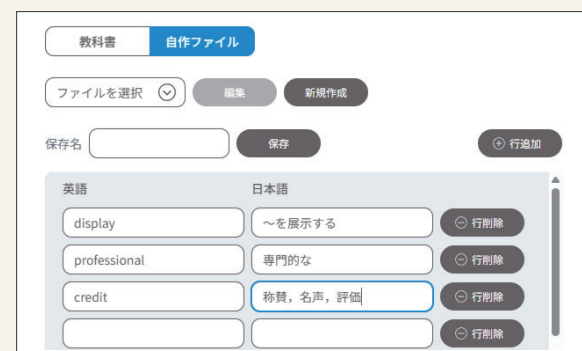 教科書 自作ファイル
ファイルを選択 編集 新規作成
保存名 保存 行追加
英語 日本語
display ～を展示する 行削除
professional 専門的な 行削除
credit 称賛，名声，評価 行削除
行削除